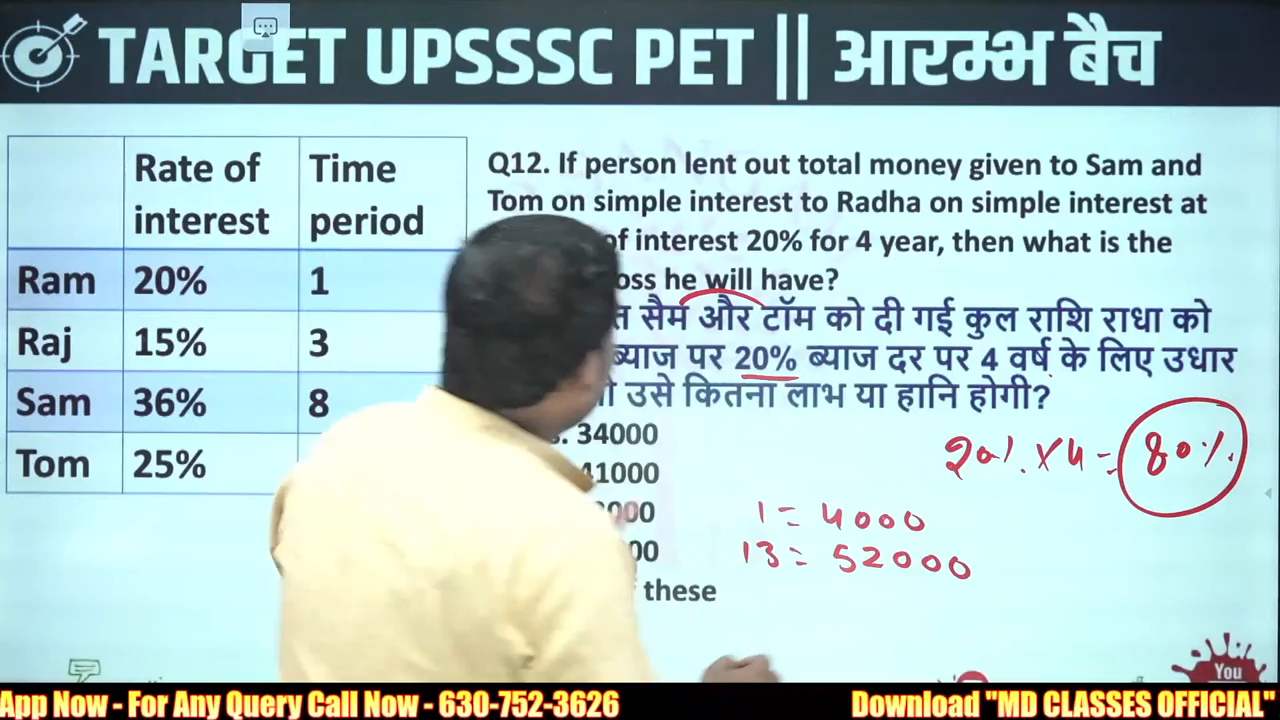 TARGET UPSSSC PET || आरम्भ बैच
Rate of interest Time period
Ram 20% 1
Raj 15% 3
Sam 36% 8
Tom 25%
Q12. If person lent out total money given to Sam and
Tom on simple interest to Radha on simple interest at
of interest 20% for 4 year, then what is the
he will have?
सैम और टॉम को दी गई कुल राशि राधा को
ब्याज पर 20% ब्याज दर पर 4 वर्ष के लिए उधार
उसे कितना लाभ या हानि होगी?
34000
41000
these
20% × 4 = 80%
1 = 4000
13 = 52000
You
App Now - For Any Query Call Now - 630-752-3626
Download "MD CLASSES OFFICIAL"